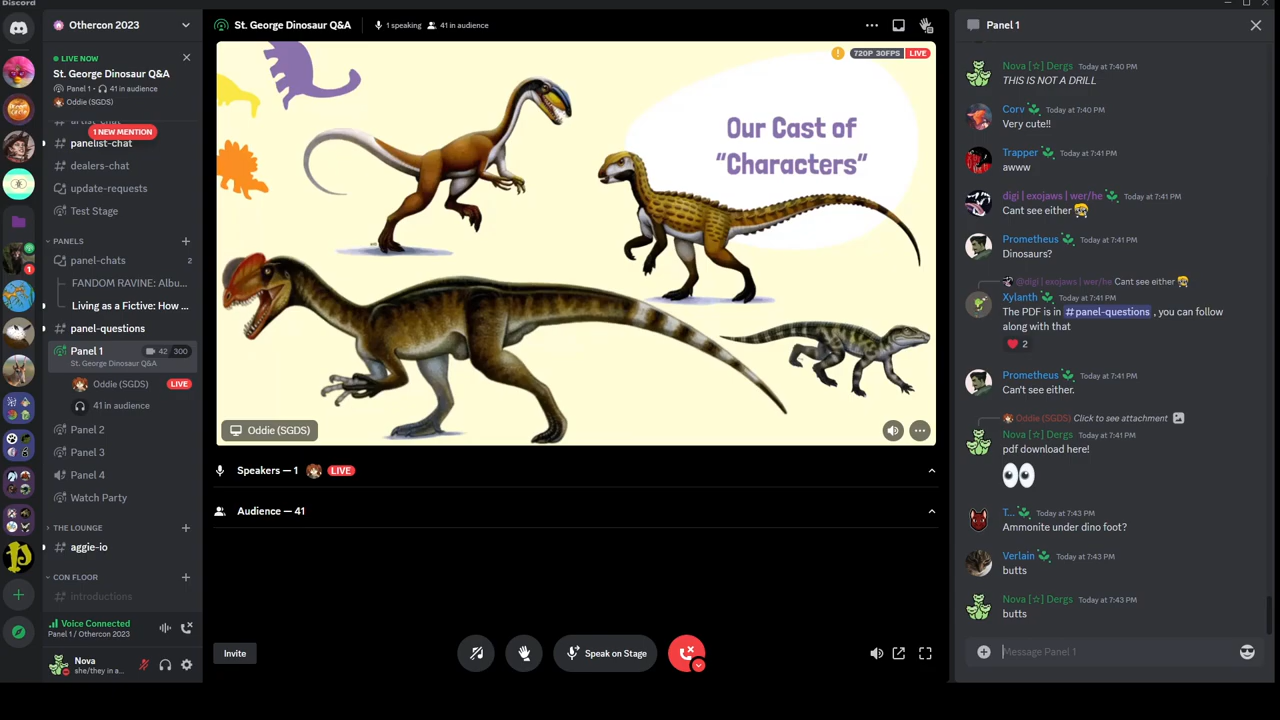 Discord
Othercon 2023
LIVE NOW
St. George Dinosaur Q&A
Panel 1 • 41 in audience
Oddie (SGDS)
artist-chat
1 NEW MENTION
panelist-chat
dealers-chat
update-requests
Test Stage
PANELS
panel-chats 2
FANDOM RAVINE: Albu...
Living as a Fictive: How ...
panel-questions
Panel 1 42 300
St. George Dinosaur Q&A
Oddie (SGDS) LIVE
41 in audience
Panel 2
Panel 3
Panel 4
Watch Party
THE LOUNGE
aggie-io
CON FLOOR
introductions
Voice Connected
Panel 1 / Othercon 2023
Nova
she/they in a...
St. George Dinosaur Q&A 1 speaking 41 in audience
720P 30FPS LIVE
Our Cast of
“Characters”
Oddie (SGDS)
Speakers — 1 LIVE
Audience — 41
Invite
Speak on Stage
Panel 1
Nova [☆] Dergs Today at 7:40 PM
THIS IS NOT A DRILL
Corv Today at 7:40 PM
Very cute!!
Trapper Today at 7:41 PM
awww
digi | exojaws | wer/he Today at 7:41 PM
Cant see either
Prometheus Today at 7:41 PM
Dinosaurs?
@digi | exojaws | wer/he Cant see either
Xylanth Today at 7:41 PM
The PDF is in #panel-questions , you can follow
along with that
2
Prometheus Today at 7:41 PM
Can't see either.
Oddie (SGDS) Click to see attachment
Nova [☆] Dergs Today at 7:41 PM
pdf download here!
T... Today at 7:43 PM
Ammonite under dino foot?
Verlain Today at 7:43 PM
butts
Nova [☆] Dergs Today at 7:43 PM
butts
Message Panel 1